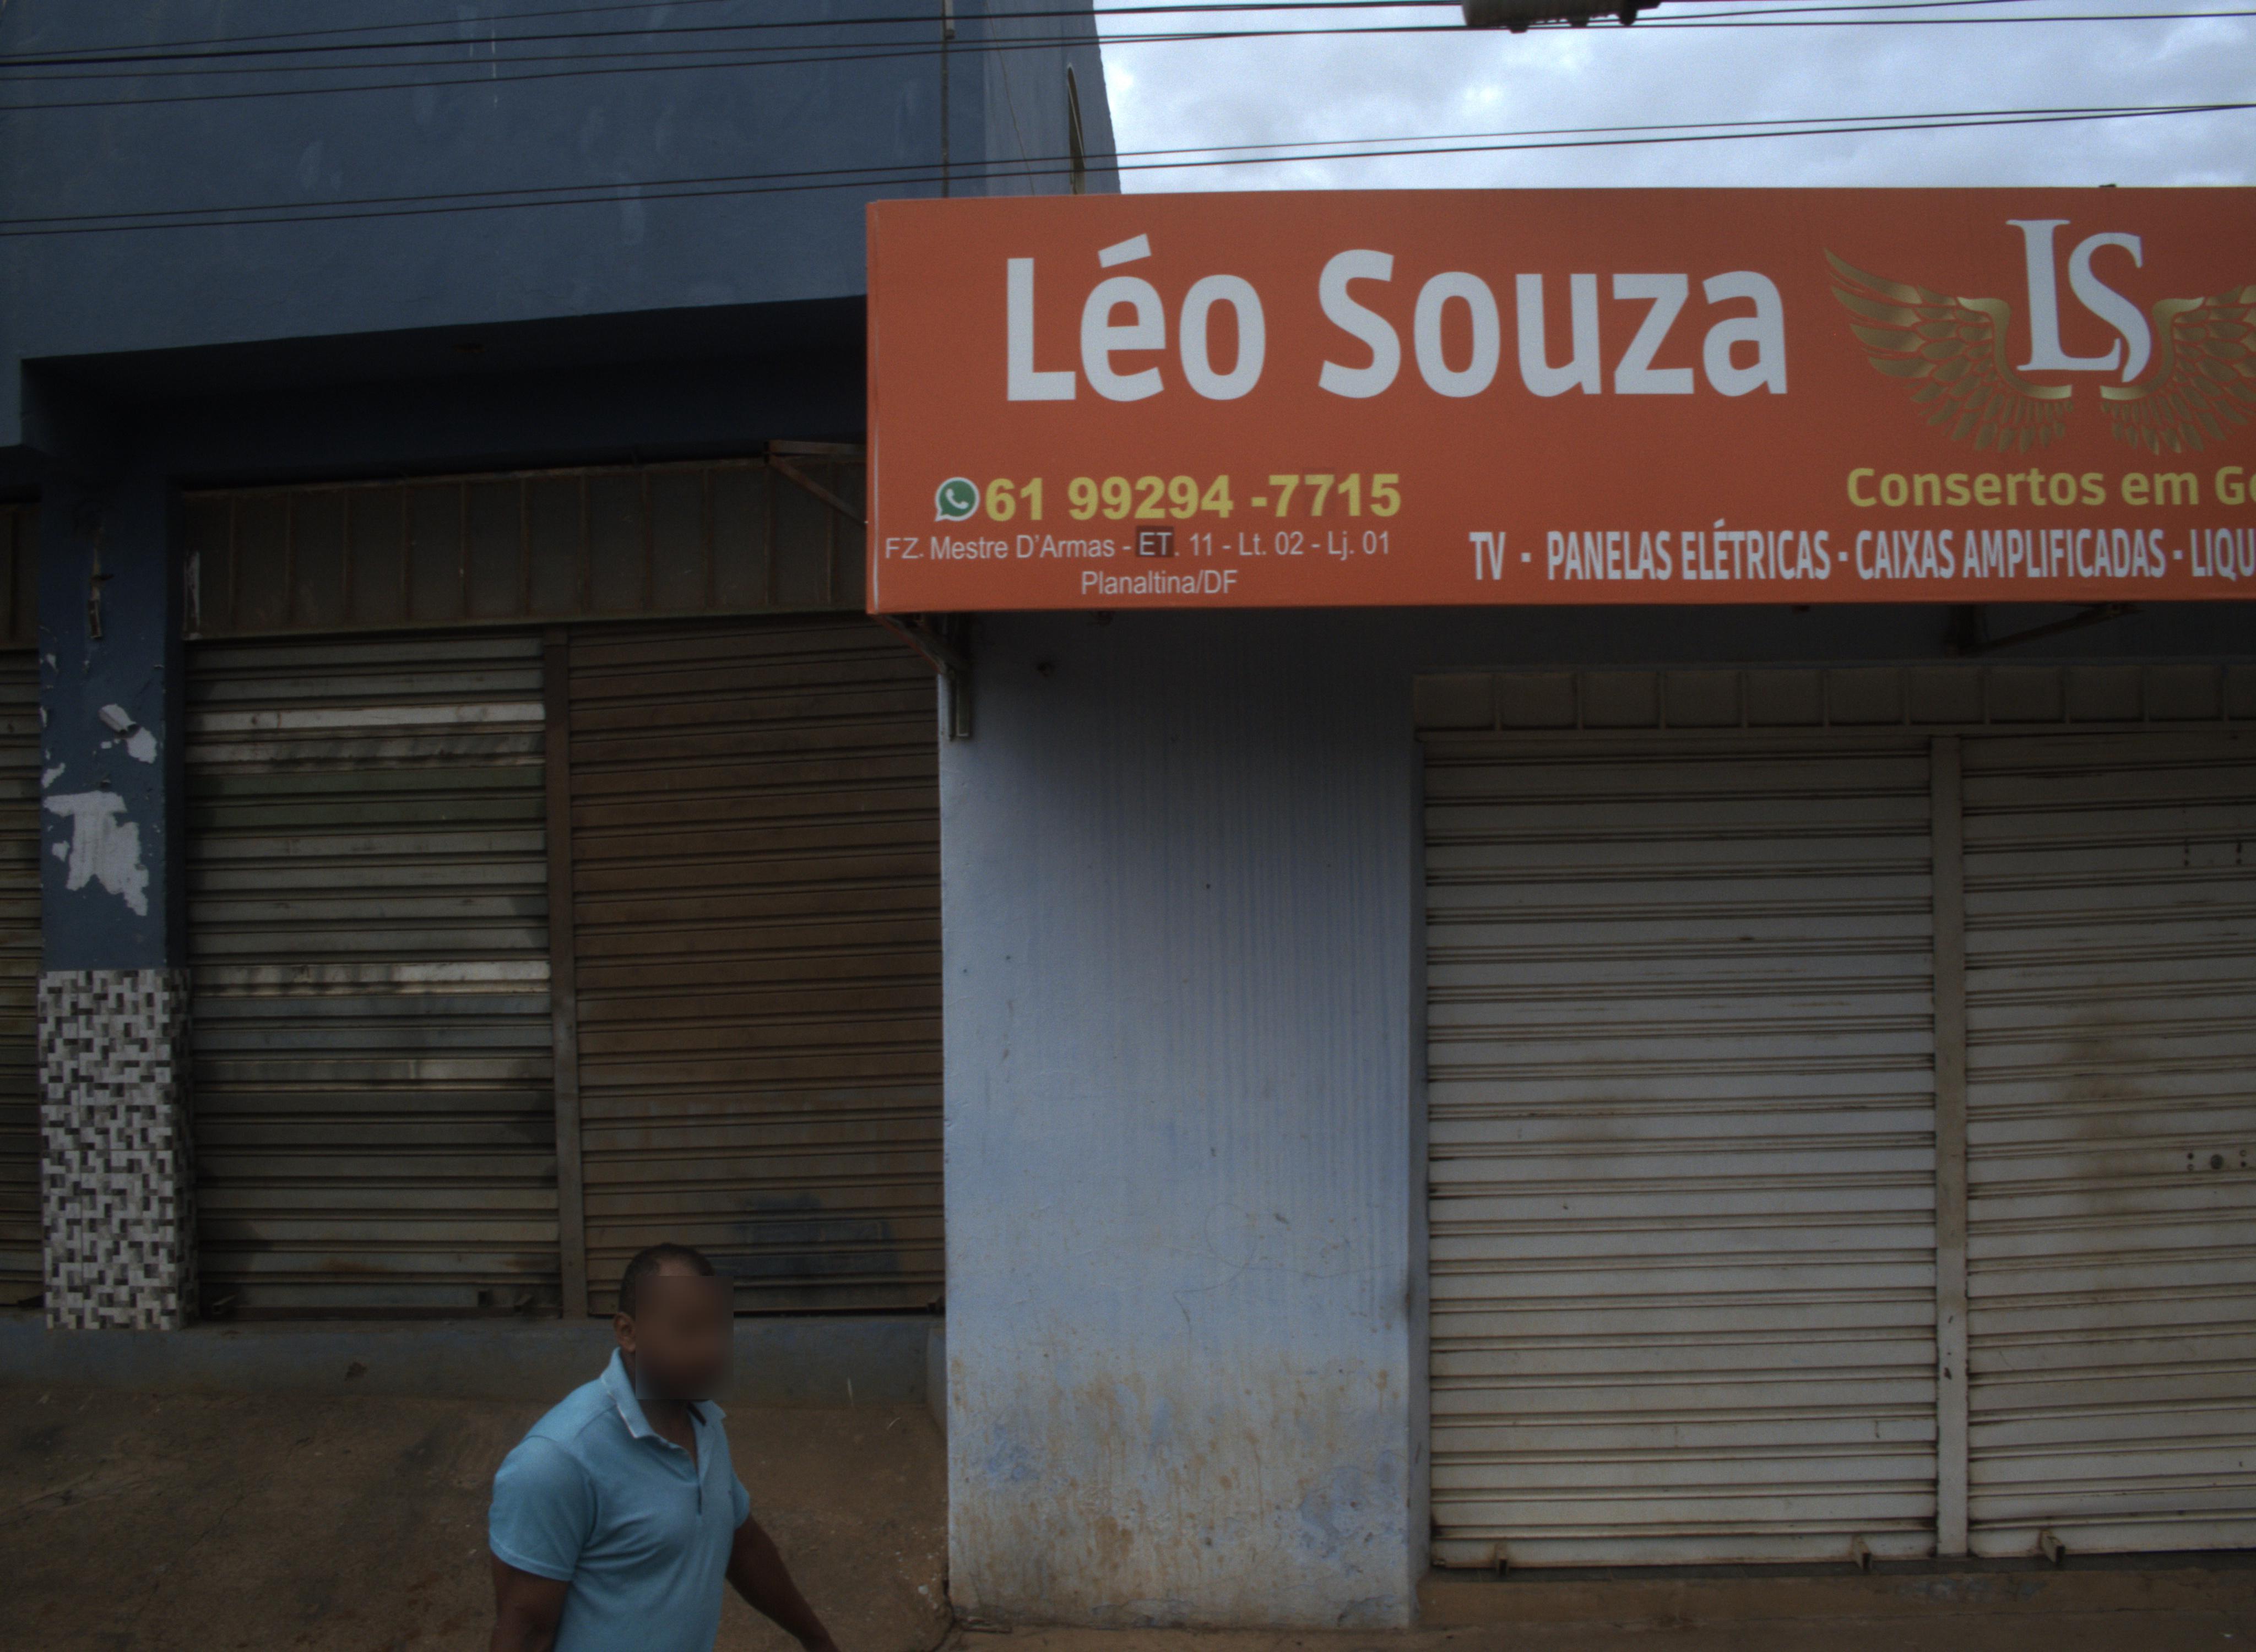 Léo Souza
LS
61 99294 -7715
Consertos em
FZ. Mestre D'Armas - ET. 11 - Lt. 02 - Lj. 01
Planaltina/DF
TV - PANELAS ELÉTRICAS - CAIXAS AMPLIFICADAS -